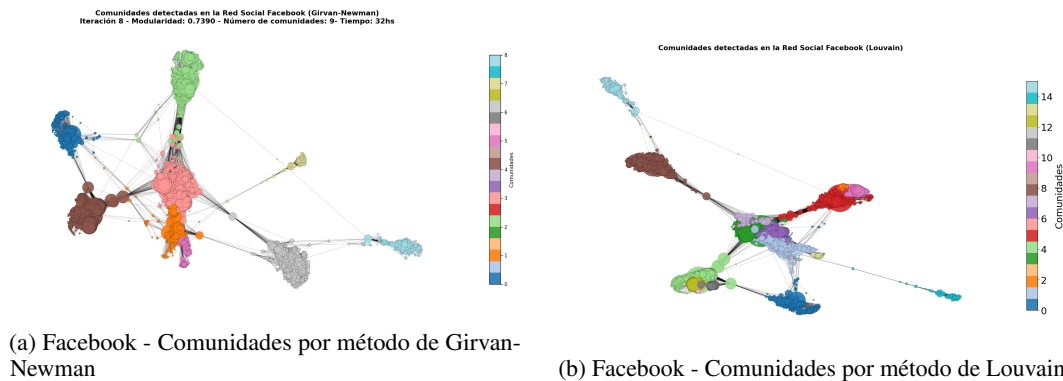 Comunidades detectadas en la Red Social Facebook (Girvan-Newman)
Iteración 8 - Modularidad: 0.7390 - Número de comunidades: 9- Tiempo: 32hs
8
7
6
5
4
3
2
1
0
Comunidades
(a) Facebook - Comunidades por método de Girvan-
Newman
Comunidades detectadas en la Red Social Facebook (Louvain)
14
12
10
8
6
4
2
0
Comunidades
(b) Facebook - Comunidades por método de Louvain